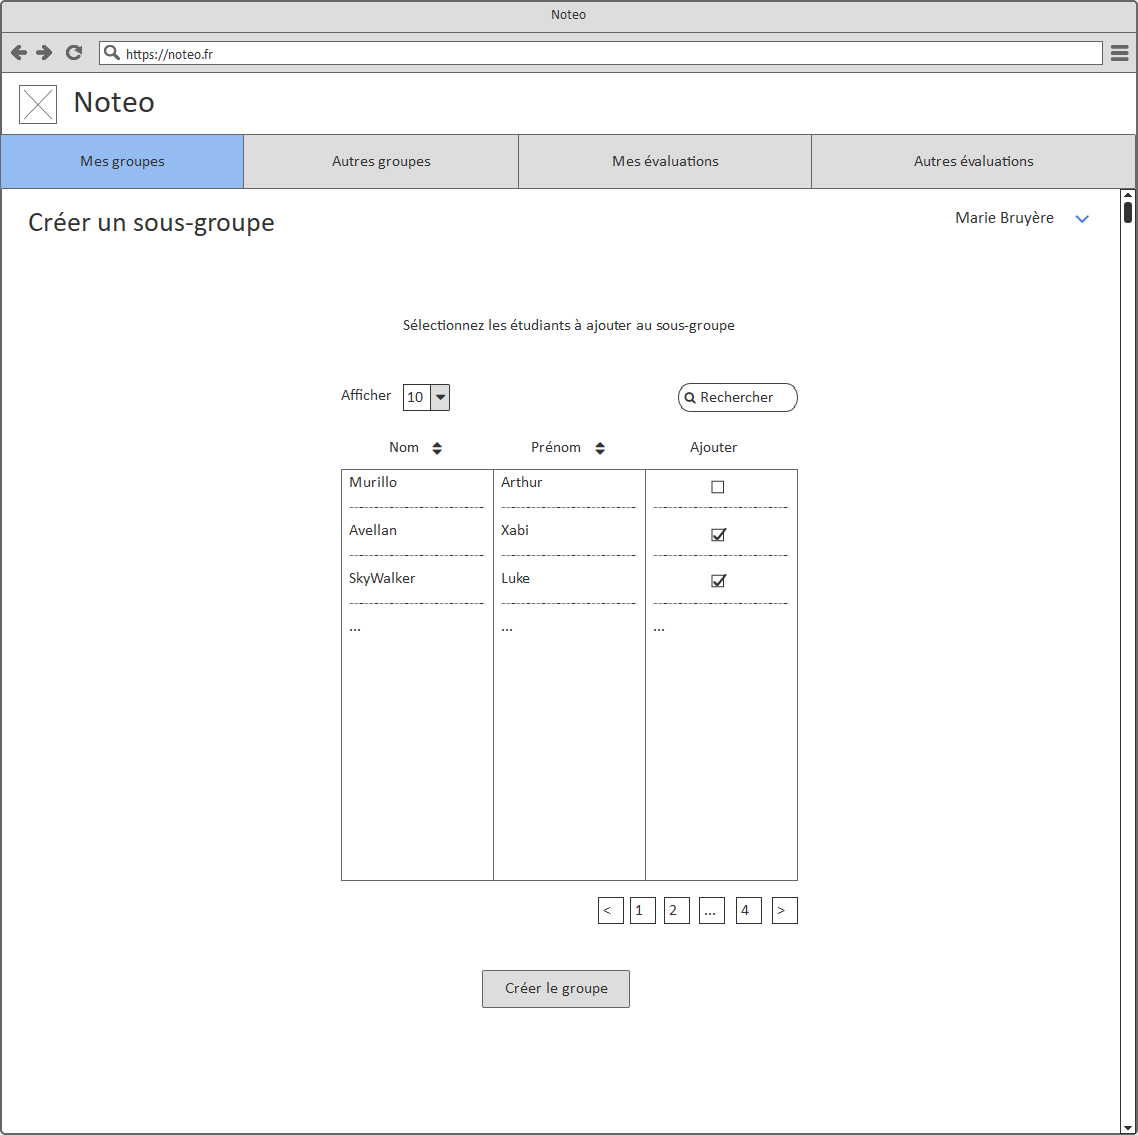 Noteo
https://noteo.fr
Noteo
Mes groupes Autres groupes Mes évaluations Autres évaluations
Créer un sous-groupe Marie Bruyère
Sélectionnez les étudiants à ajouter au sous-groupe
Afficher 10 Rechercher
Nom Prénom Ajouter
Murillo Arthur
Avellan Xabi
SkyWalker Luke
... ... ...
< 1 2 ... 4 >
Créer le groupe